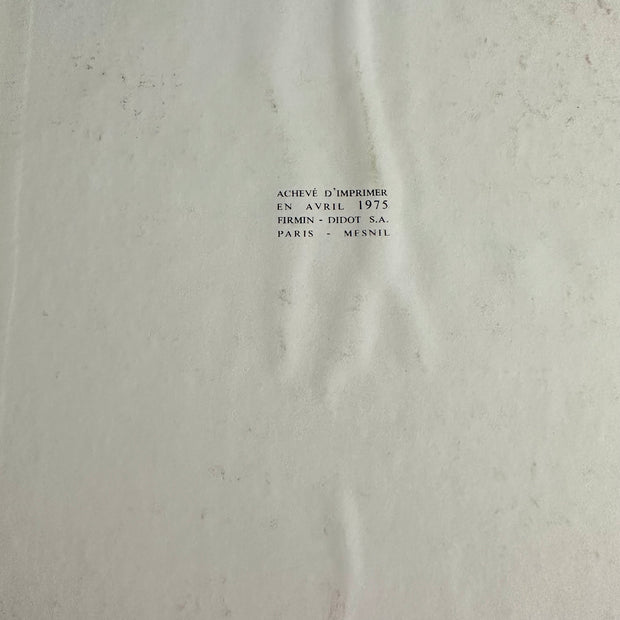 ACHEVÉ D'IMPRIMER
EN AVRIL 1975
FIRMIN - DIDOT S.A.
PARIS - MESNIL